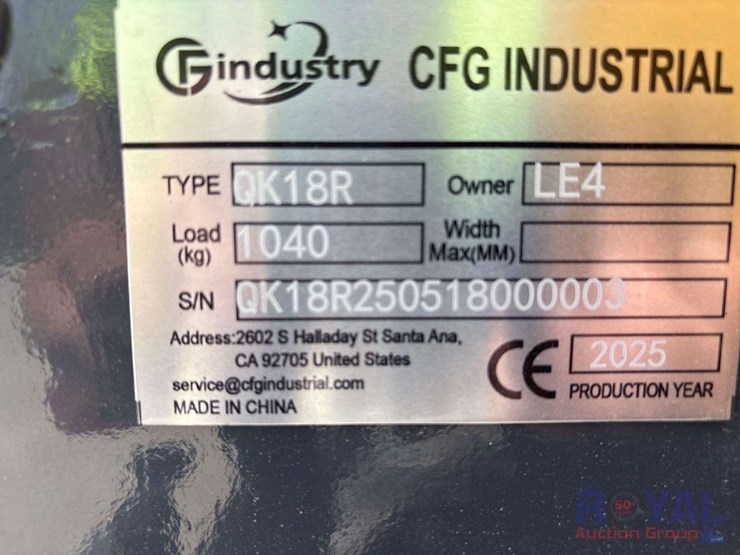 CFGindustry CFG INDUSTRIAL
TYPE QK18R Owner LE4
Load (kg) 1040 Width Max(MM)
S/N QK18R250518000003
Address:2602 S Halladay St Santa Ana,
CA 92705 United States
service@cfgindustrial.com
MADE IN CHINA
CE 2025
PRODUCTION YEAR
ROYAL
50
Auction Group